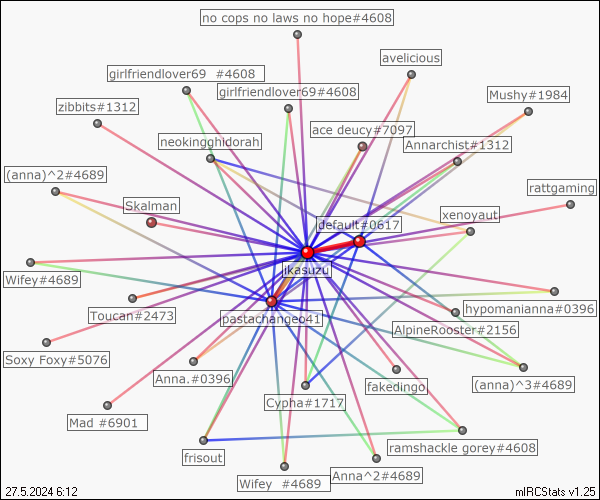 no cops no laws no hope#4608
avelicious
girlfriendlover69 #4608
girlfriendlover69#4608
Mushy#1984
zibbits#1312
ace deucy#7097
neokingghidorah
Annarchist#1312
(anna)^2#4689
rattgaming
Skalman
xenoyaut
default#0617
ikasuzu
Wifey#4689
hypomanianna#0396
Toucan#2473
pastachangeo41
AlpineRooster#2156
Soxy Foxy#5076
Anna.#0396
fakedingo
(anna)^3#4689
Cypha#1717
Mad #6901
ramshackle gorey#4608
frisout
Wifey #4689
Anna^2#4689
27.5.2024 6:12
mIRCStats v1.25